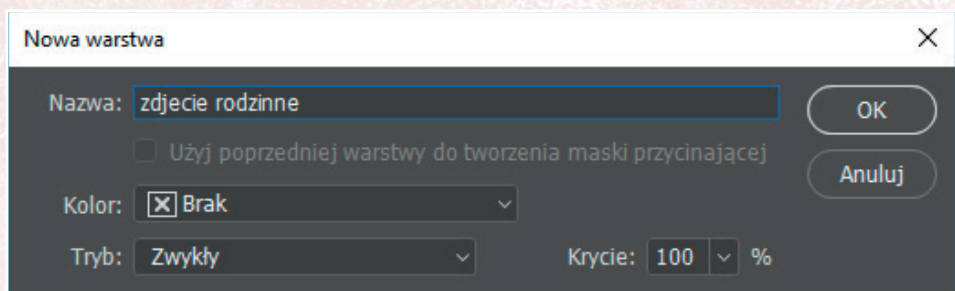 Nowa warstwa
Nazwa: zdjecie rodzinne
OK
Użyj poprzedniej warstwy do tworzenia maski przycinającej
Anuluj
Kolor: Brak
Tryb: Zwykły Krycie: 100 %